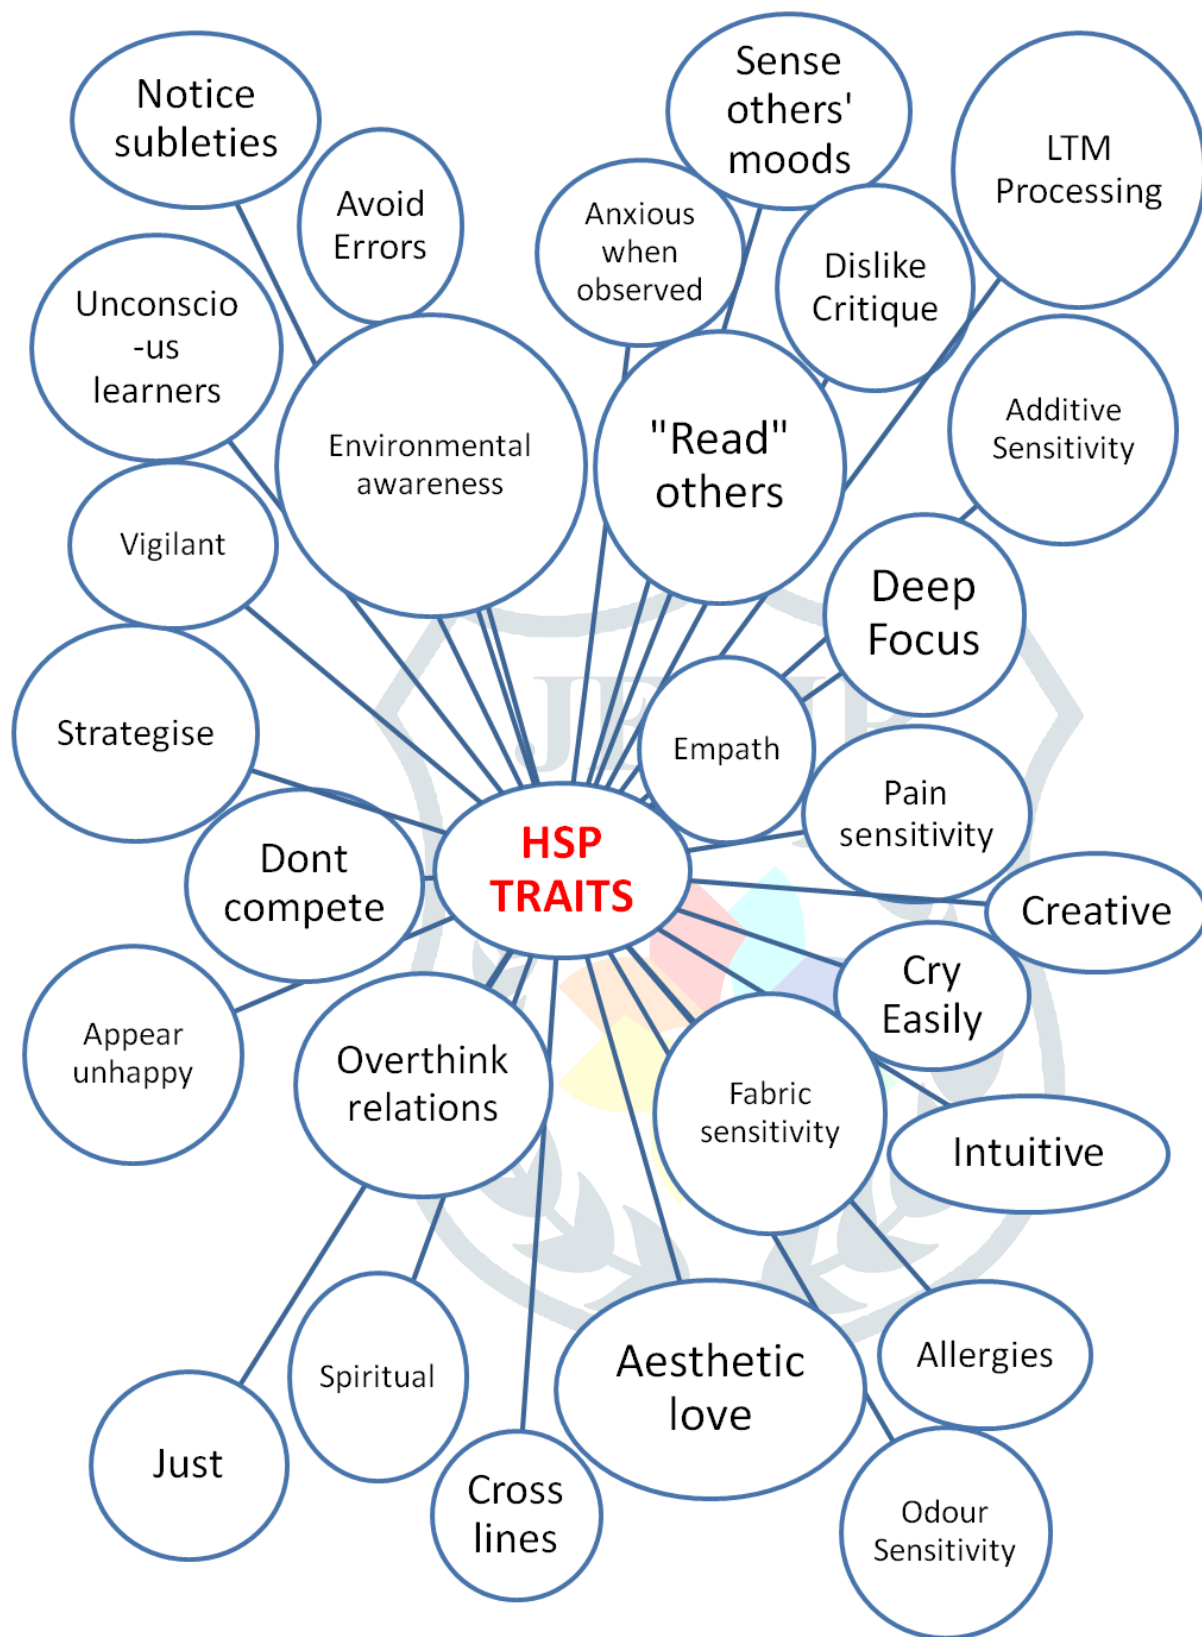 Notice
subleties
Avoid
Errors
Sense
others'
moods
LTM
Processing
Anxious
when
observed
Dislike
Critique
Unconscio
-us
learners
Environmental
awareness
"Read"
others
Additive
Sensitivity
Vigilant
Deep
Focus
Strategise
Empath
Pain
sensitivity
HSP
TRAITS
Dont
compete
Creative
Cry
Easily
Appear
unhappy
Overthink
relations
Fabric
sensitivity
Intuitive
Spiritual
Aesthetic
love
Allergies
Just
Cross
lines
Odour
Sensitivity